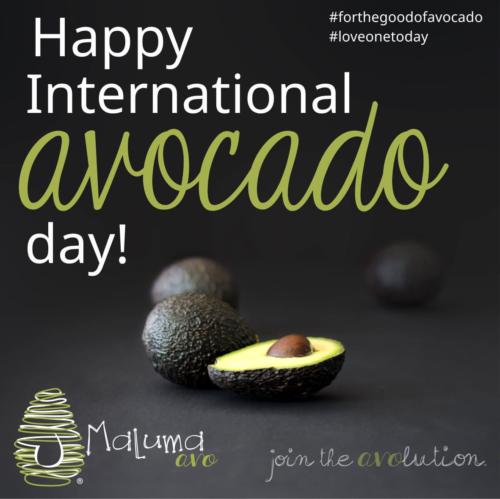 Happy
International
avocado
day!
#forthegoodofavocado
#loveonetoday
Maluma
avo
®
join the avolution.